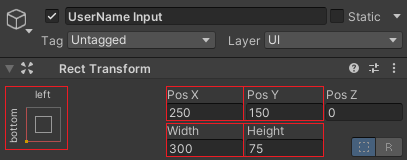 UserName Input
Static
Tag Untagged Layer UI
Rect Transform
left
bottom
Pos X Pos Y Pos Z
250 150 0
Width Height
300 75 R